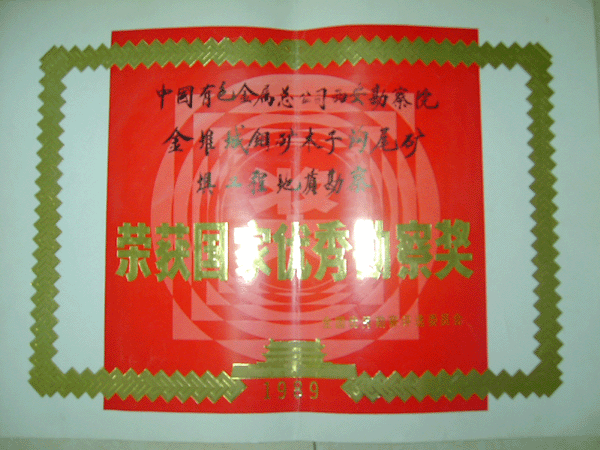 中国有色金属总公司西安勘察院
金堆城钼矿木子沟尾矿
坝工程地质勘察
荣获国家优秀勘察奖
1989